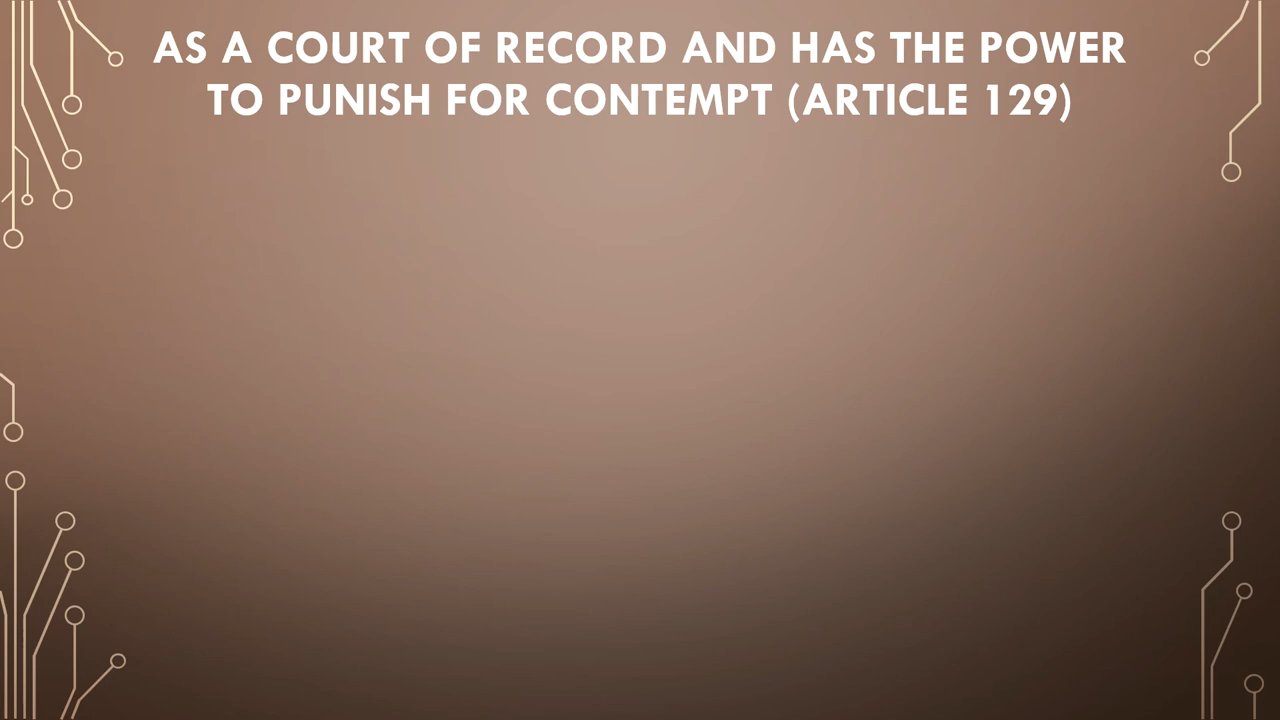 AS A COURT OF RECORD AND HAS THE POWER
TO PUNISH FOR CONTEMPT (ARTICLE 129)